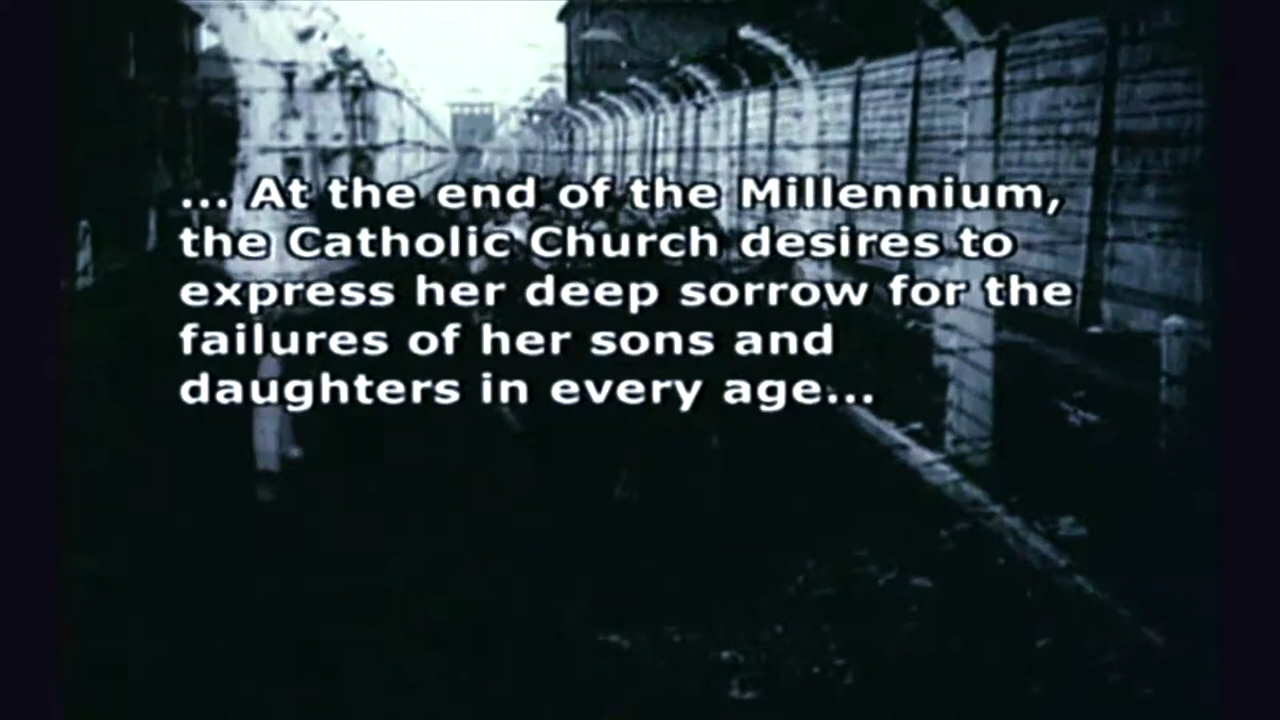 ... At the end of the Millennium,
the Catholic Church desires to
express her deep sorrow for the
failures of her sons and
daughters in every age...